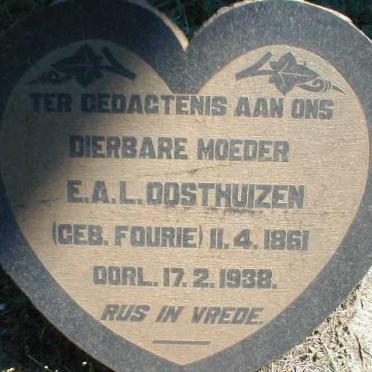 TER GEDAGTENIS AAN ONS
DIERBARE MOEDER
E.A.L. OOSTHUIZEN
(GEB. FOURIE) 11.4.1861
OORL. 17.2.1938.
RUS IN VREDE.